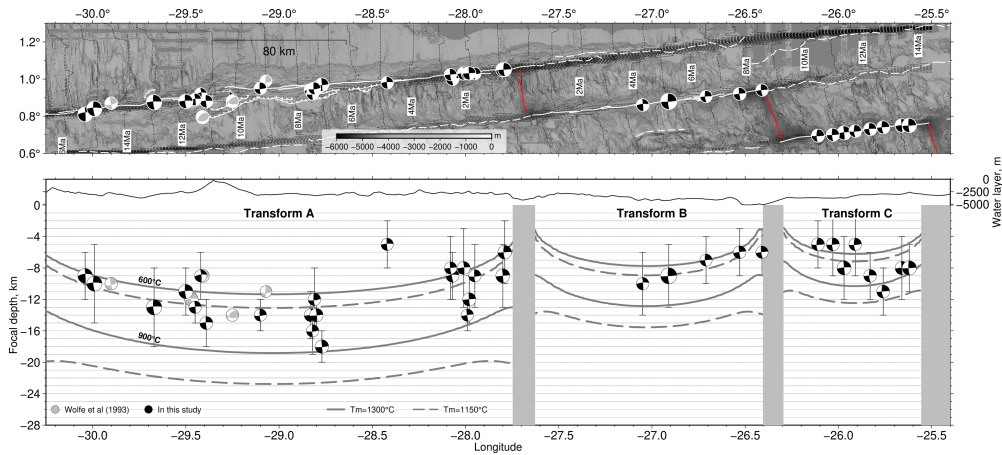 −30.0 −29.5 −29.0 −28.5 −28.0 −27.5 −27.0 −26.5 −26.0 −25.5
1.2°
1.0°
0.8°
0.6°
80 km
14Ma
12Ma
10Ma
8Ma
6Ma
4Ma
2Ma
2Ma
4Ma
6Ma
8Ma
10Ma
12Ma
14Ma
m
−6000 −5000 −4000 −3000 −2000 −1000 0
Transform A Transform B Transform C
0
−2500
−5000
Water layer, m
0
−4
−8
−12
−16
−20
−24
−28
Focal depth, km
600°C
900°C
Wolfe et al (1993) In this study Tm=1300°C Tm=1150°C
−30.0 −29.5 −29.0 −28.5 −28.0 −27.5 −27.0 −26.5 −26.0 −25.5
Longitude